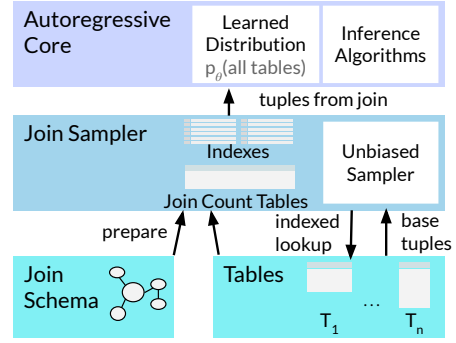 Autoregressive
Core
Learned
Distribution
pθ(all tables)
Inference
Algorithms
tuples from join
Join Sampler
Indexes
Join Count Tables
Unbiased
Sampler
prepare
indexed
lookup
base
tuples
Join
Schema
Tables
...
T1
Tn